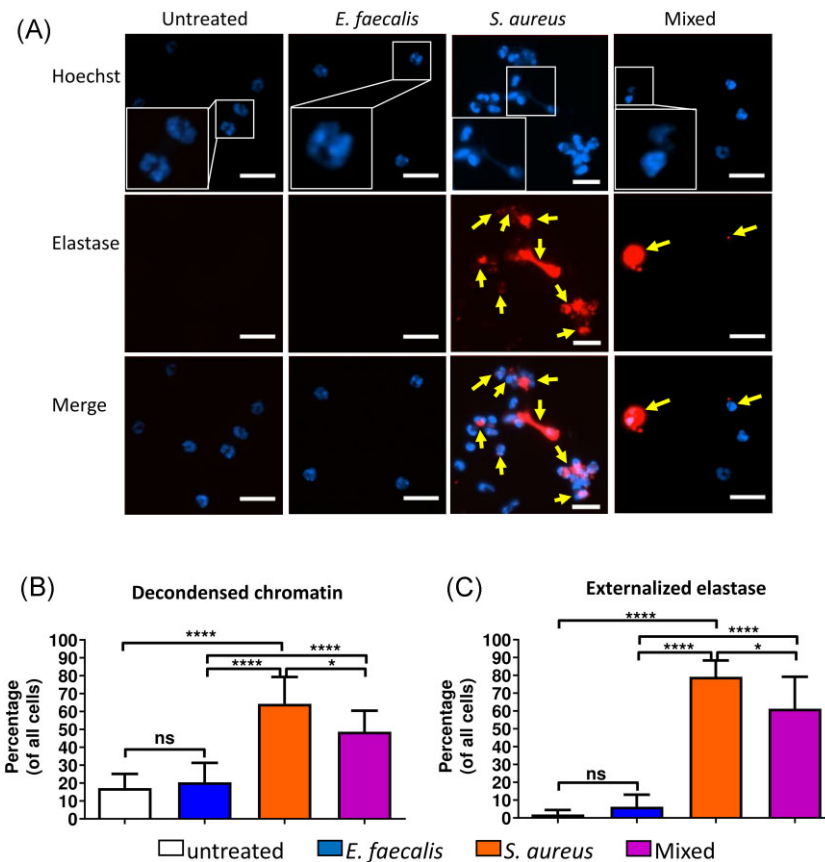 (A)
Untreated E. faecalis S. aureus Mixed
Hoechst
Elastase
Merge
(B)
Decondensed chromatin
Percentage
(of all cells)
100
90
80
70
60
50
40
30
20
10
0
****
****
****
*
ns
(C)
Externalized elastase
Percentage
(of all cells)
100
90
80
70
60
50
40
30
20
10
0
****
****
****
*
ns
untreated E. faecalis S. aureus Mixed